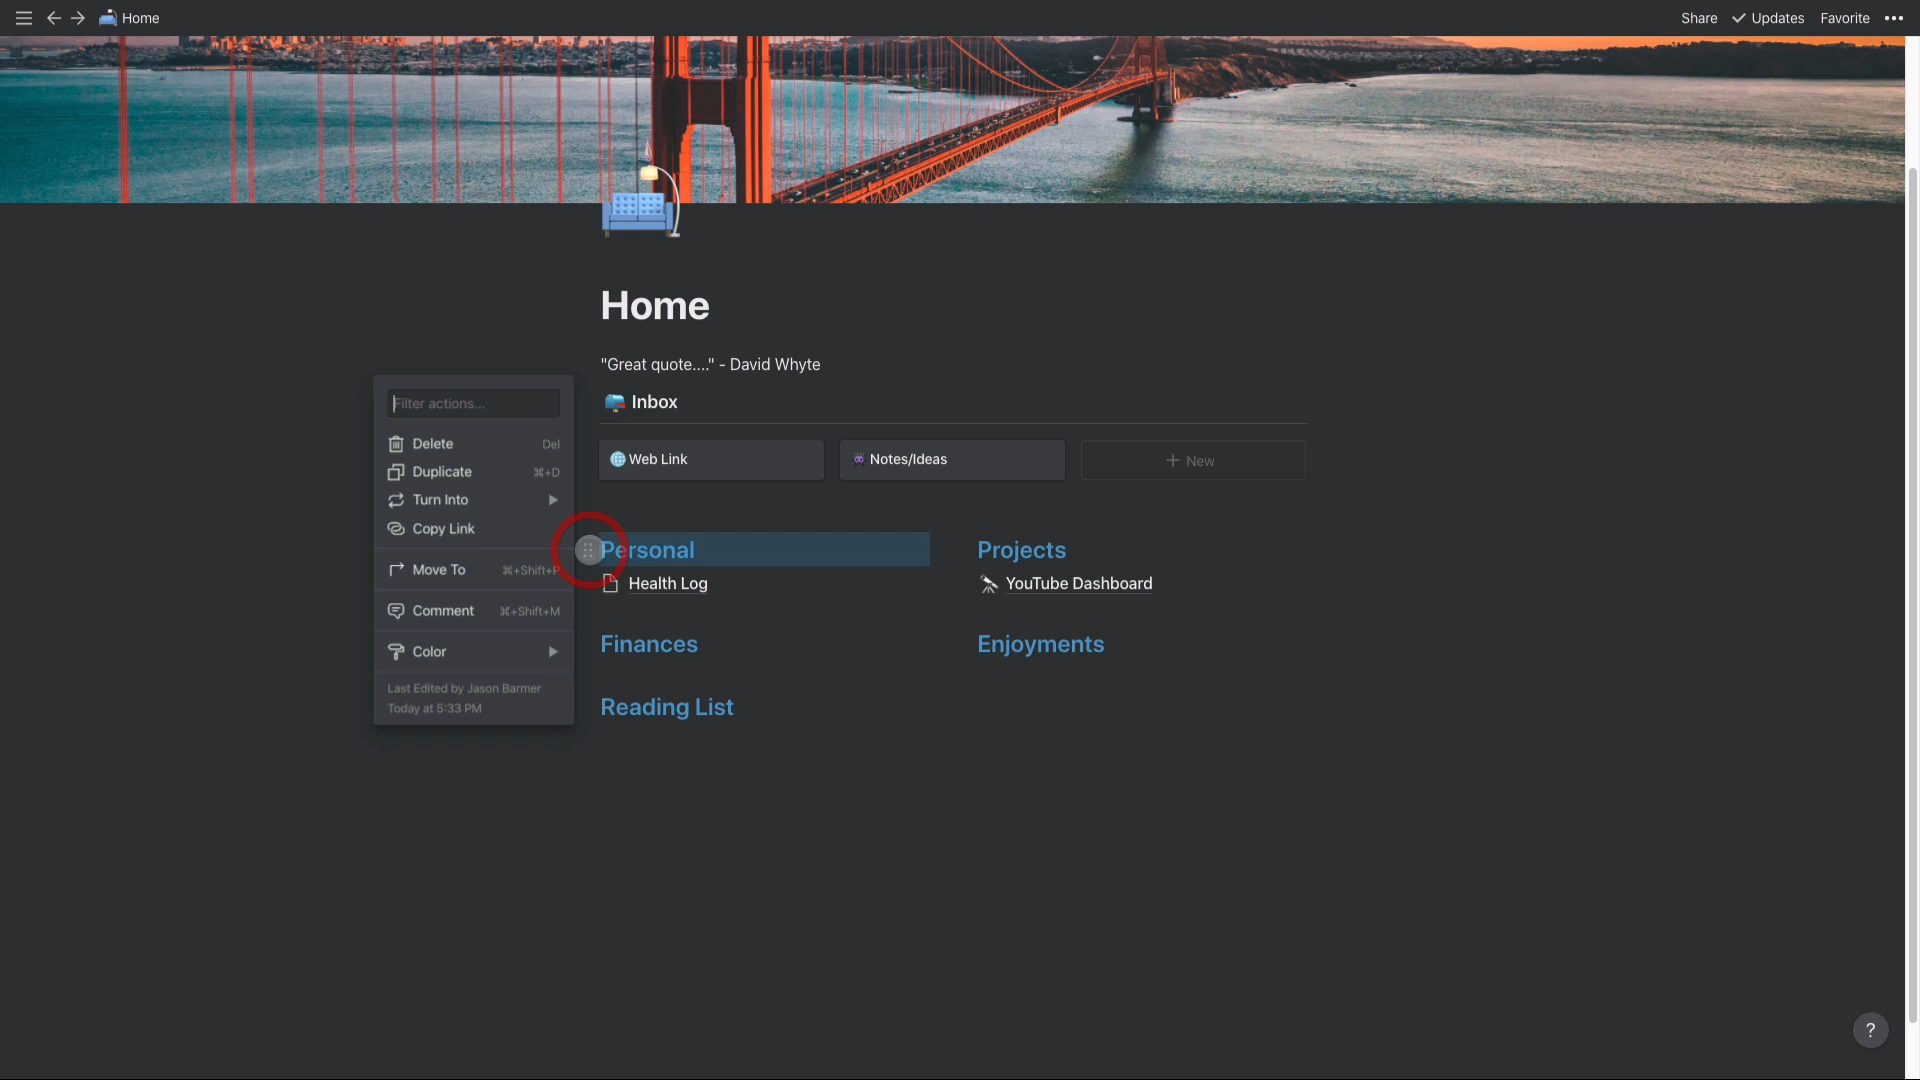 Home
Share
Updates
Favorite
Home
"Great quote...." - David Whyte
Inbox
Web Link
Notes/Ideas
New
Filter actions...
Delete Del
Duplicate ⌘+D
Turn Into
Copy Link
Move To ⌘+Shift+P
Comment ⌘+Shift+M
Color
Last Edited by Jason Barmer
Today at 5:33 PM
Personal
Health Log
Projects
YouTube Dashboard
Finances
Enjoyments
Reading List
?